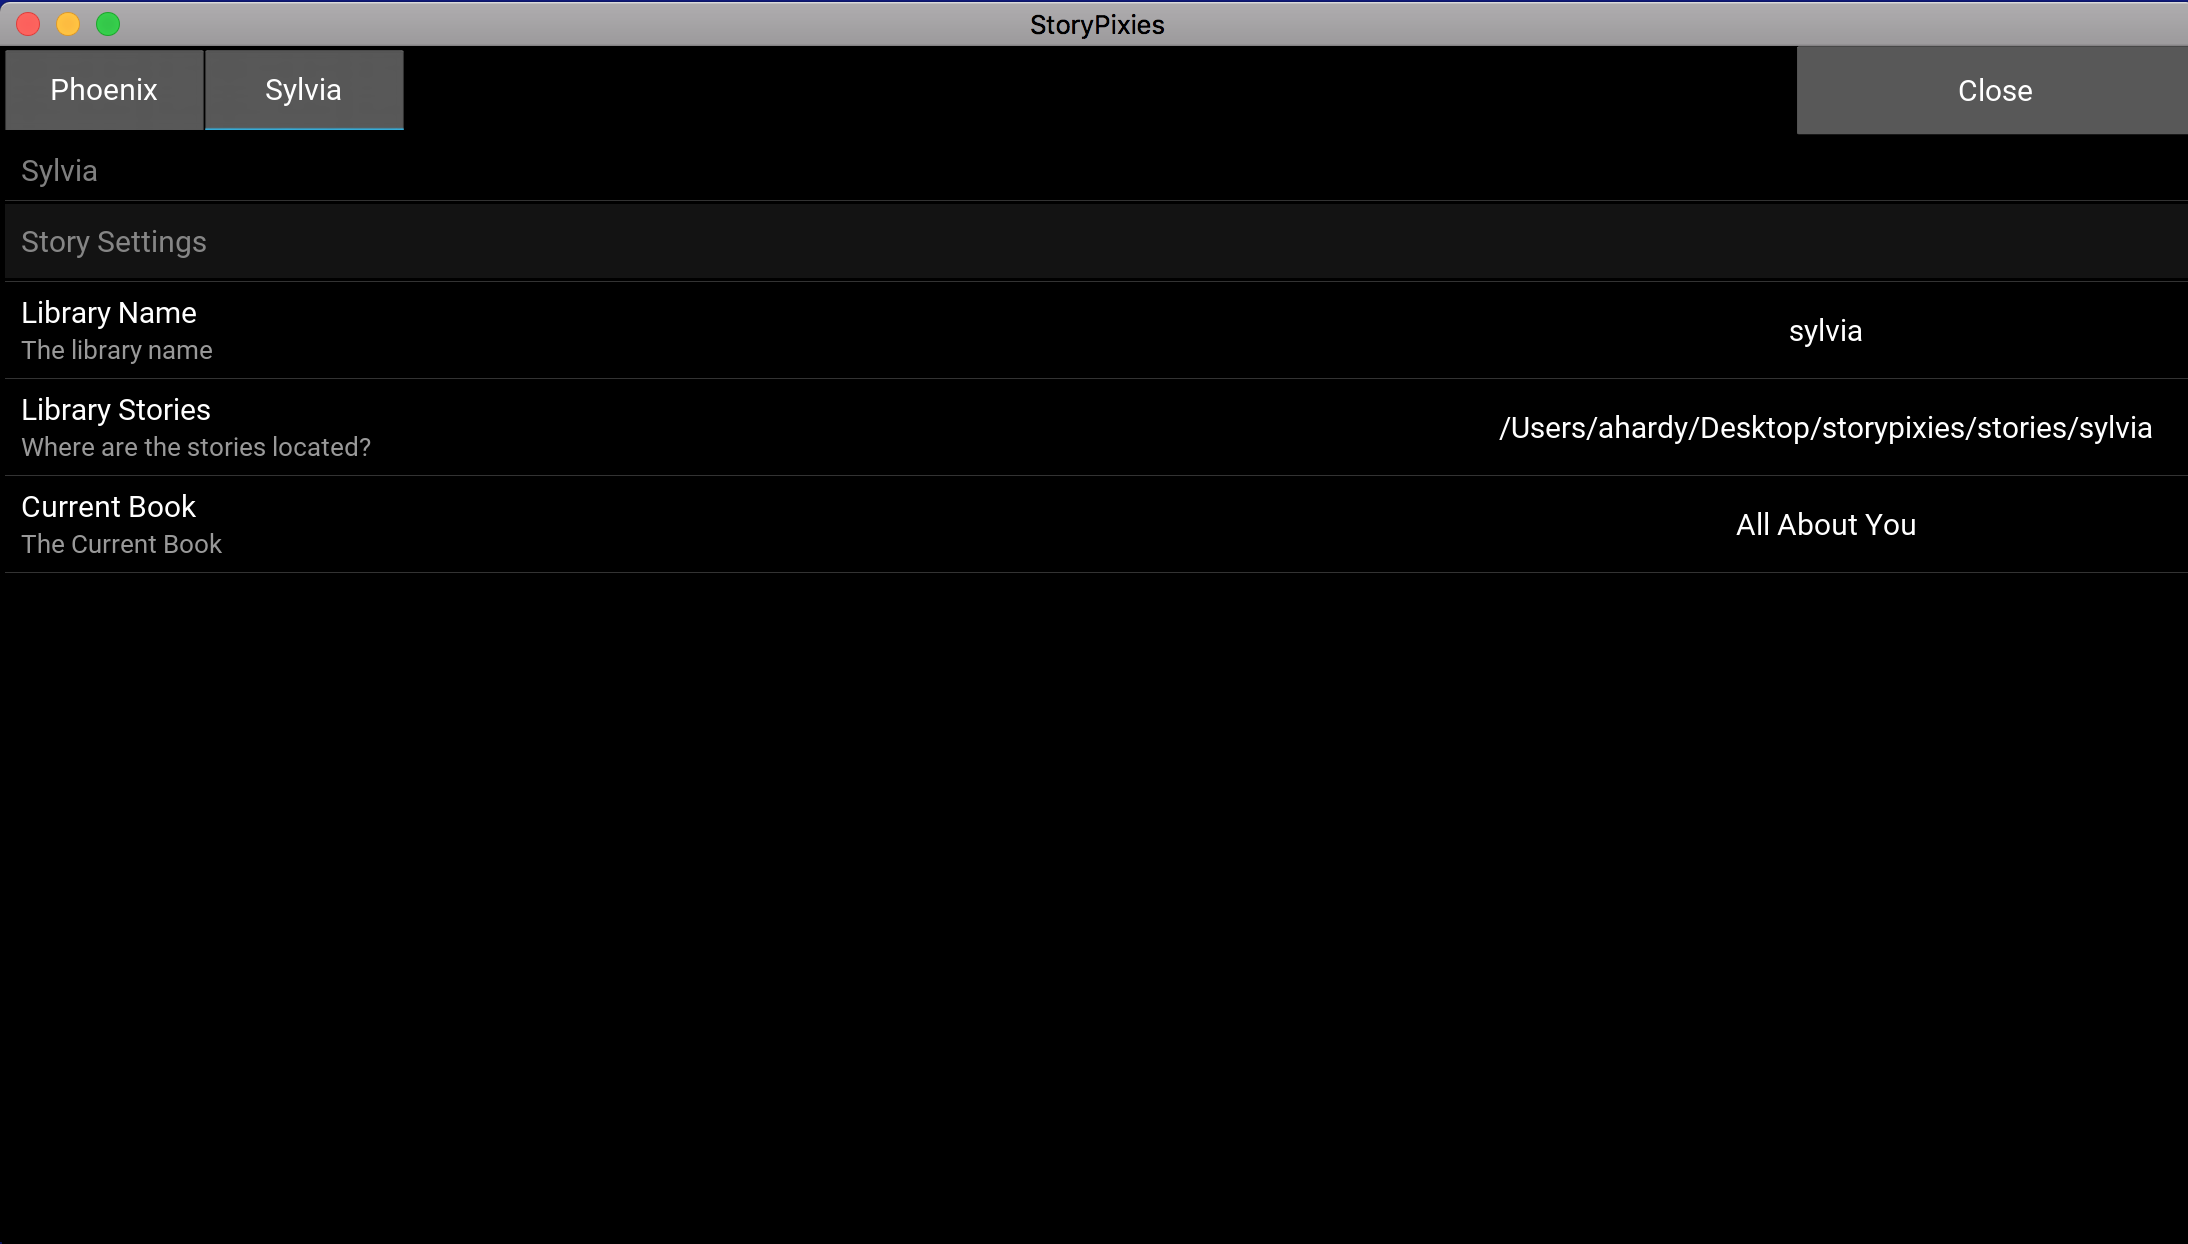 StoryPixies
Phoenix Sylvia Close
Sylvia
Story Settings
Library Name
The library name
sylvia
Library Stories
Where are the stories located?
/Users/ahardy/Desktop/storypixies/stories/sylvia
Current Book
The Current Book
All About You